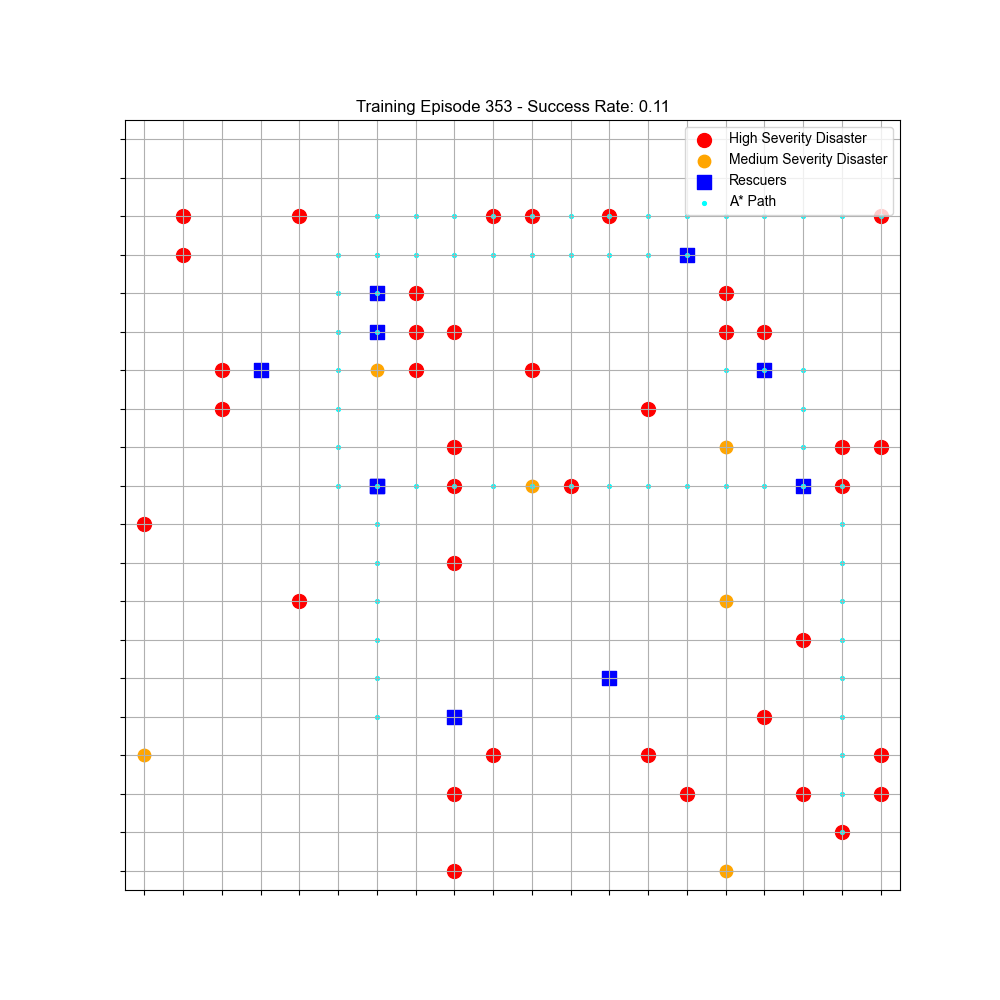 Training Episode 353 - Success Rate: 0.11
High Severity Disaster
Medium Severity Disaster
Rescuers
A* Path